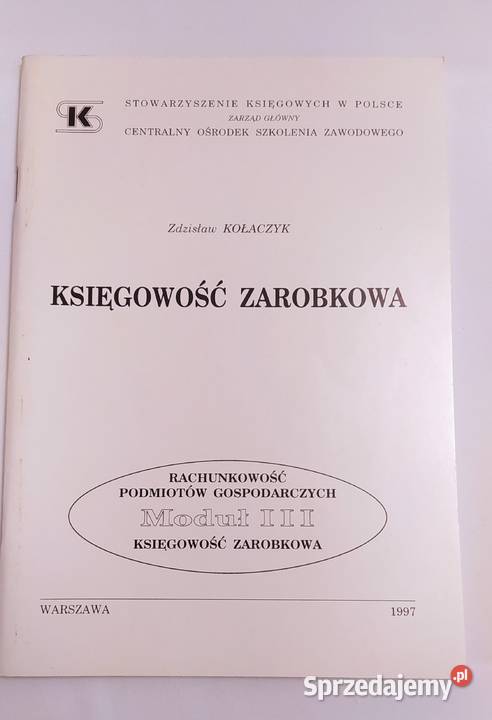 SKS
STOWARZYSZENIE KSIĘGOWYCH W POLSCE
ZARZĄD GŁÓWNY
CENTRALNY OŚRODEK SZKOLENIA ZAWODOWEGO
Zdzisław KOŁACZYK
KSIĘGOWOŚĆ ZAROBKOWA
RACHUNKOWOŚĆ
PODMIOTÓW GOSPODARCZYCH
Moduł III
KSIĘGOWOŚĆ ZAROBKOWA
WARSZAWA 1997
Sprzedajemy.pl